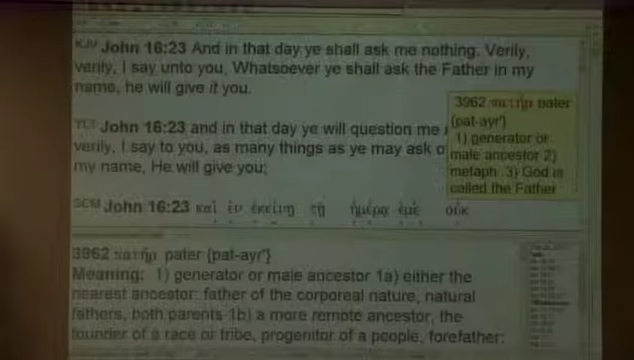 KJV John 16:23 And in that day ye shall ask me nothing. Verily,
verily, I say unto you, Whatsoever ye shall ask the Father in my
name, he will give it you.
YLT John 16:23 and in that day ye will question me
verily, I say to you, as many things as ye may ask
my name, He will give you;
3962 πατήρ pater
(pat-ayr')
1) generator or
male ancestor 2)
metaph. 3) God is
called the Father
John 16:23 καὶ ἐν ἐκείνῃ τῇ ἡμέρᾳ ἐμὲ οὐκ
3962 πατήρ pater {pat-ayr'}
Meaning: 1) generator or male ancestor 1a) either the
nearest ancestor: father of the corporeal nature, natural
fathers, both parents 1b) a more remote ancestor, the
founder of a race or tribe, progenitor of a people, forefather: